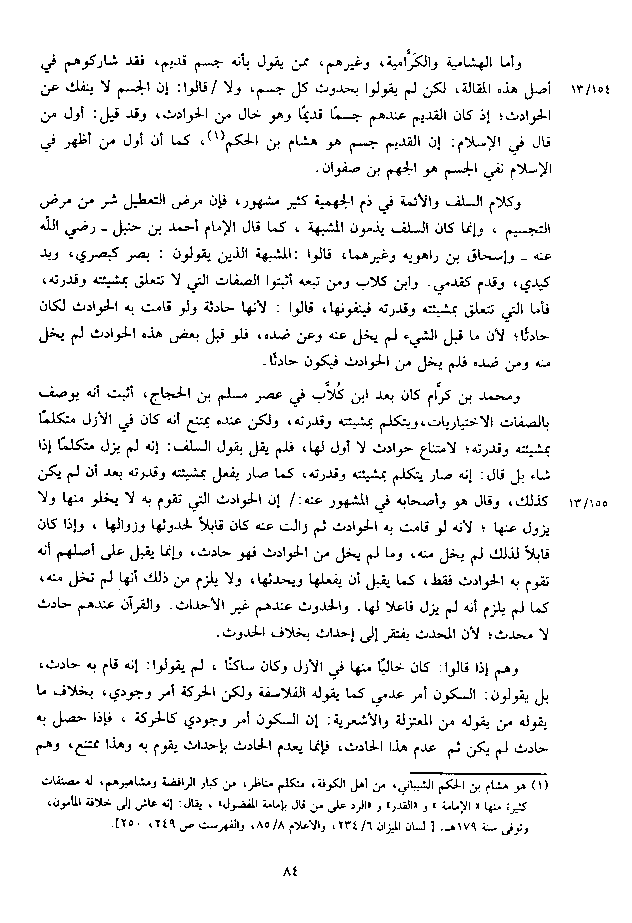 وأما الهشامية والكَرَّامية، وغيرهم، ممن يقول بأنه جسم قديم، فقد شاركوهم في
١٣/١٥٤ أصل هذه المقالة، لكن لم يقولوا بحدوث كل جسم، ولا /قالوا: إن الجسم لا ينفك عن
الحوادث؛ إذ كان القديم عندهم جسمًا قديمًا وهو خال من الحوادث، وقد قيل: أول من
قال في الإسلام: إن القديم جسم هو هشام بن الحكم(١)، كما أن أول من أظهر في
الإسلام نفي الجسم هو الجهم بن صفوان.
وكلام السلف والأئمة في ذم الجهمية كثير مشهور، فإن مرض التعطيل شر من مرض
التجسيم ، وإنما كان السلف يذمون المشبهة ، كما قال الإمام أحمد بن حنبل ـ رضي الله
عنه ـ وإسحاق بن راهويه وغيرهما، قالوا :المشبهة الذين يقولون : بصر كبصري، ويد
كيدي، وقدم كقدمي. وابن كلاب ومن تبعه أثبتوا الصفات التي لا تتعلق بمشيئته وقدرته،
فأما التي تتعلق بمشيئته وقدرته فينفونها، قالوا : لأنها حادثة ولو قامت به الحوادث لكان
حادثًا؛ لأن ما قبل الشيء لم يخل عنه وعن ضده، فلو قبل بعض هذه الحوادث لم يخل
منه ومن ضده فلم يخل من الحوادث فيكون حادثًا.
ومحمد بن كرَّام كان بعد ابن كُلاَّب في عصر مسلم بن الحجاج، أثبت أنه يوصف
بالصفات الاختياريات،ويتكلم بمشيئته وقدرته، ولكن عنده يمتنع أنه كان في الأزل متكلمًا
بمشيئته وقدرته؛ لامتناع حوادث لا أول لها، فلم يقل بقول السلف: إنه لم يزل متكلمًا إذا
شاء بل قال: إنه صار يتكلم بمشيئته وقدرته، كما صار يفعل بمشيئته وقدرته بعد أن لم يكن
١٣/١٥٥ كذلك، وقال هو وأصحابه في المشهور عنه:/ إن الحوادث التي تقوم به لا يخلو منها ولا
يزول عنها ؛ لأنه لو قامت به الحوادث ثم زالت عنه كان قابلاً لحدوثها وزوالها ، وإذا كان
قابلاً لذلك لم يخل منه، وما لم يخل من الحوادث فهو حادث، وإنما يقبل على أصلهم أنه
تقوم به الحوادث فقط، كما يقبل أن يفعلها ويحدثها، ولا يلزم من ذلك أنها لم تخل منه،
كما لم يلزم أنه لم يزل فاعلا لها. والحدوث عندهم غير الأحداث. والقرآن عندهم حادث
لا محدث؛ لأن المحدث يفتقر إلى إحداث بخلاف الحدوث.
وهم إذا قالوا: كان خاليًا منها في الأزل وكان ساكنًا ، لم يقولوا: إنه قام به حادث،
بل يقولون: السكون أمر عدمي كما يقوله الفلاسفة ولكن الحركة أمر وجودي، بخلاف ما
يقوله من يقوله من المعتزلة والأشعرية: إن السكون أمر وجودي كالحركة ، فإذا حصل به
حادث لم يكن ثم عدم هذا الحادث، فإنما يعدم الحادث بإحداث يقوم به وهذا ممتنع، وهم
(١) هو هشام بن الحكم الشيباني، من أهل الكوفة، متكلم مناظر، من كبار الرافضة ومشاهيرهم، له مصنفات
كثيرة منها « الإمامة » و «القدر» و «الرد على من قال بإمامة المفضول» ، يقال: إنه عاش إلى خلافة المأمون،
وتوفى سنة ١٧٩هـ. [ لسان الميزان ٦/ ٢٣٤، والأعلام ٨/ ٨٥، والفهرست ص ٢٤٩، ٢٥٠].
٨٤